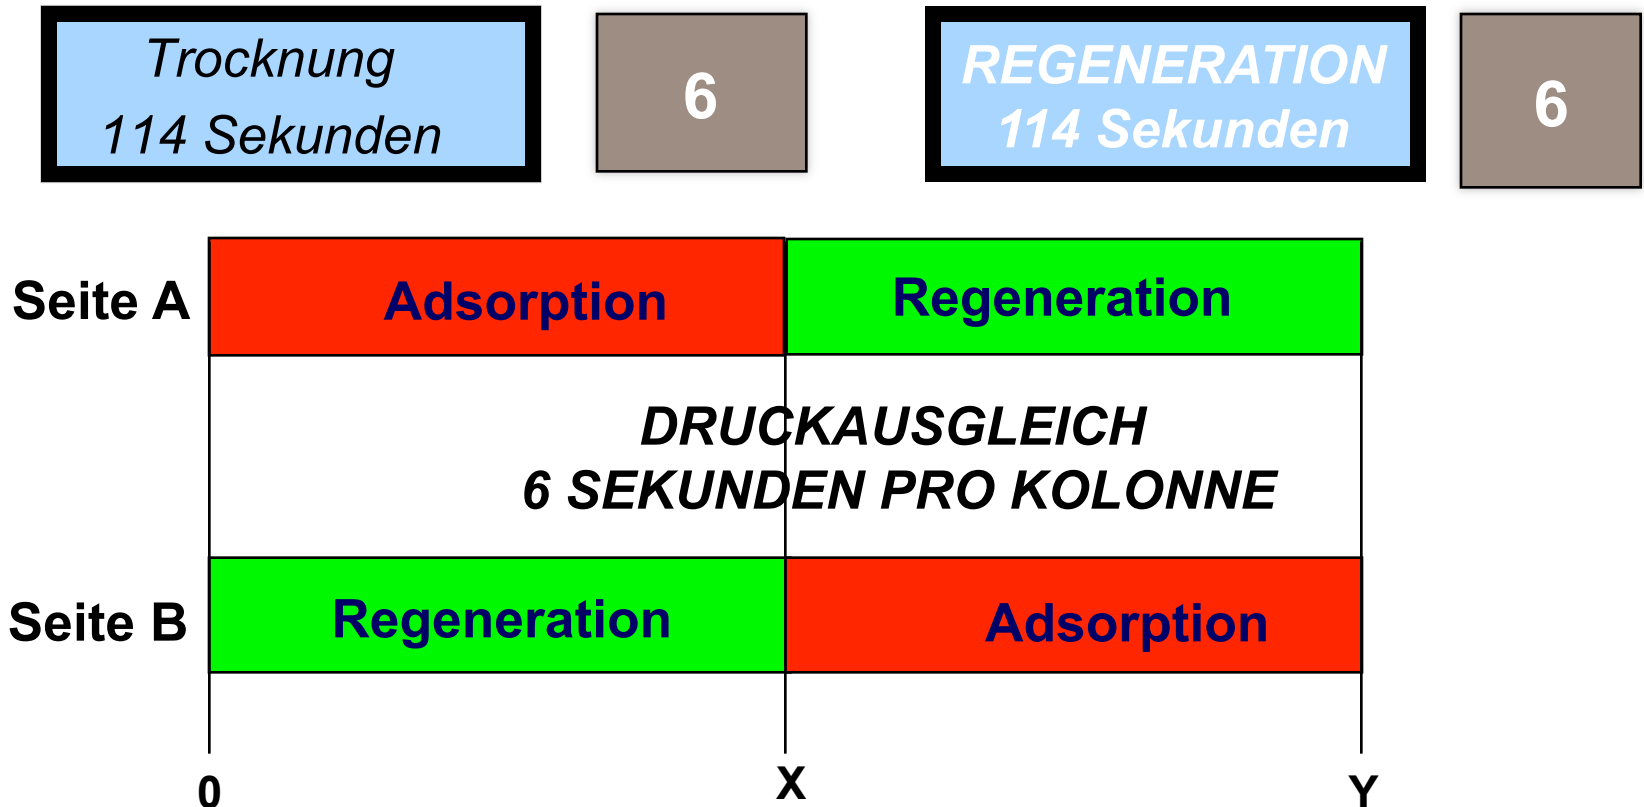 Trocknung
114 Sekunden
6
REGENERATION
114 Sekunden
6
Seite A
Adsorption
Regeneration
DRUCKAUSGLEICH
6 SEKUNDEN PRO KOLONNE
Seite B
Regeneration
Adsorption
0
X
Y